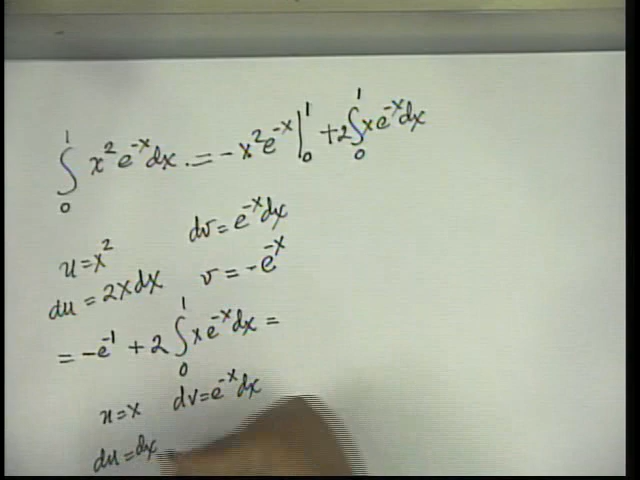 ∫₀¹ x²e⁻ˣdx = -x²e⁻ˣ|₀¹ + 2∫₀¹ xe⁻ˣdx
u=x² dv=e⁻ˣdx
du=2xdx v=-e⁻ˣ
= -e⁻¹ + 2∫₀¹ xe⁻ˣdx =
u=x dv=e⁻ˣdx
du=dx